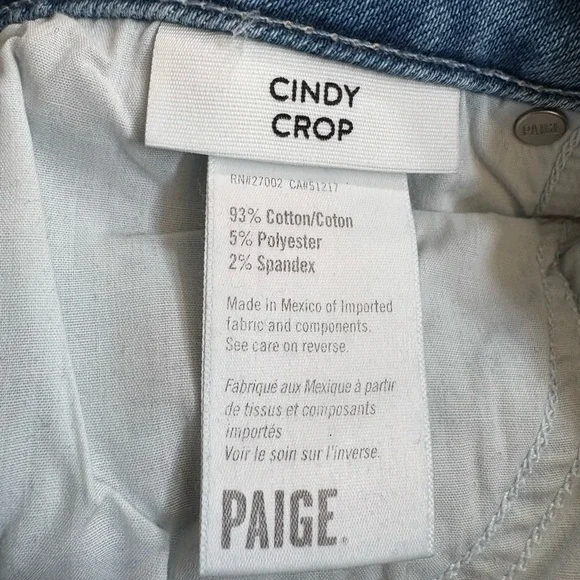 CINDY
CROP
PAIGE
RN#27002 CA#51217
93% Cotton/Coton
5% Polyester
2% Spandex
Made in Mexico of Imported
fabric and components.
See care on reverse.
Fabriqué aux Mexique à partir
de tissus et composants
importés
Voir le soin sur l'inverse.
PAIGE.